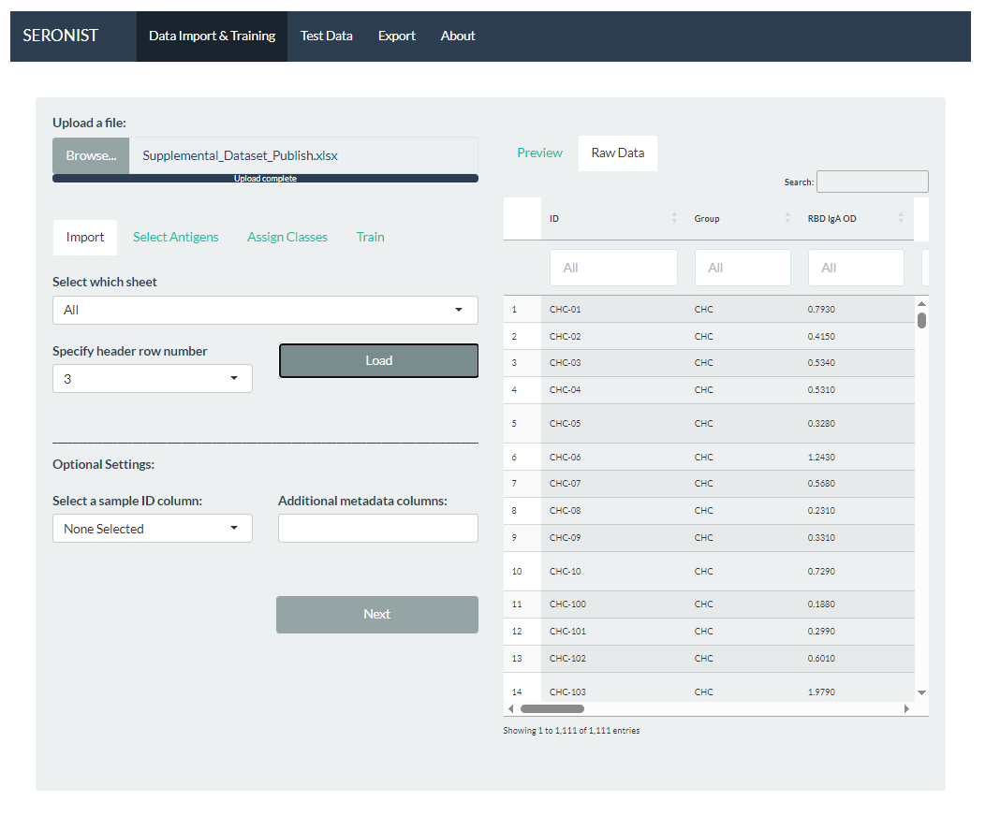 SERONIST Data Import & Training Test Data Export About
Upload a file:
Browse... Supplemental_Dataset_Publish.xlsx
Upload complete
Import Select Antigens Assign Classes Train
Select which sheet
All
Specify header row number
3
Load
Optional Settings:
Select a sample ID column:
None Selected
Additional metadata columns:
Next
Preview Raw Data
Search:
ID Group RBD IgA OD
All All All
1 CHC-01 CHC 0.7930
2 CHC-02 CHC 0.4150
3 CHC-03 CHC 0.5340
4 CHC-04 CHC 0.5310
5 CHC-05 CHC 0.3280
6 CHC-06 CHC 1.2430
7 CHC-07 CHC 0.5680
8 CHC-08 CHC 0.2310
9 CHC-09 CHC 0.3310
10 CHC-10 CHC 0.7290
11 CHC-100 CHC 0.1880
12 CHC-101 CHC 0.2990
13 CHC-102 CHC 0.6010
14 CHC-103 CHC 1.9790
Showing 1 to 1,111 of 1,111 entries